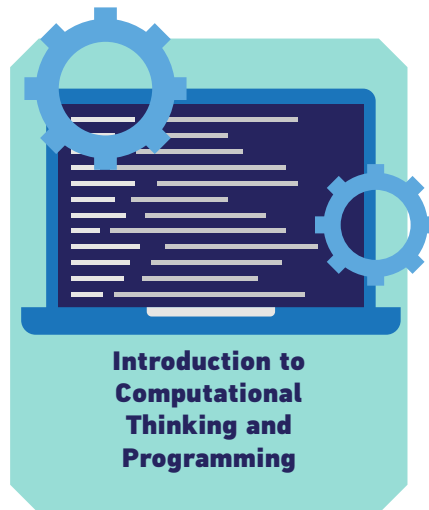 Introduction to
Computational
Thinking and
Programming